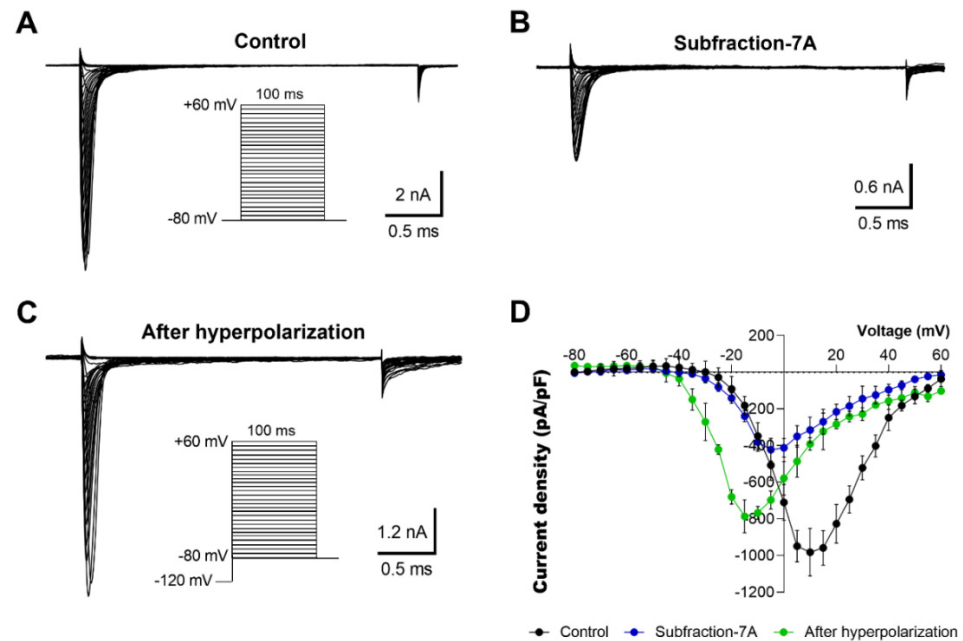 A
Control
+60 mV
100 ms
-80 mV
2 nA
0.5 ms
B
Subfraction-7A
0.6 nA
0.5 ms
C
After hyperpolarization
+60 mV
100 ms
-80 mV
-120 mV
1.2 nA
0.5 ms
D
Voltage (mV)
Current density (pA/pF)
-80 -60 -40 -20 20 40 60
200
-200
-400
-600
-800
-1000
-1200
Control Subfraction-7A After hyperpolarization